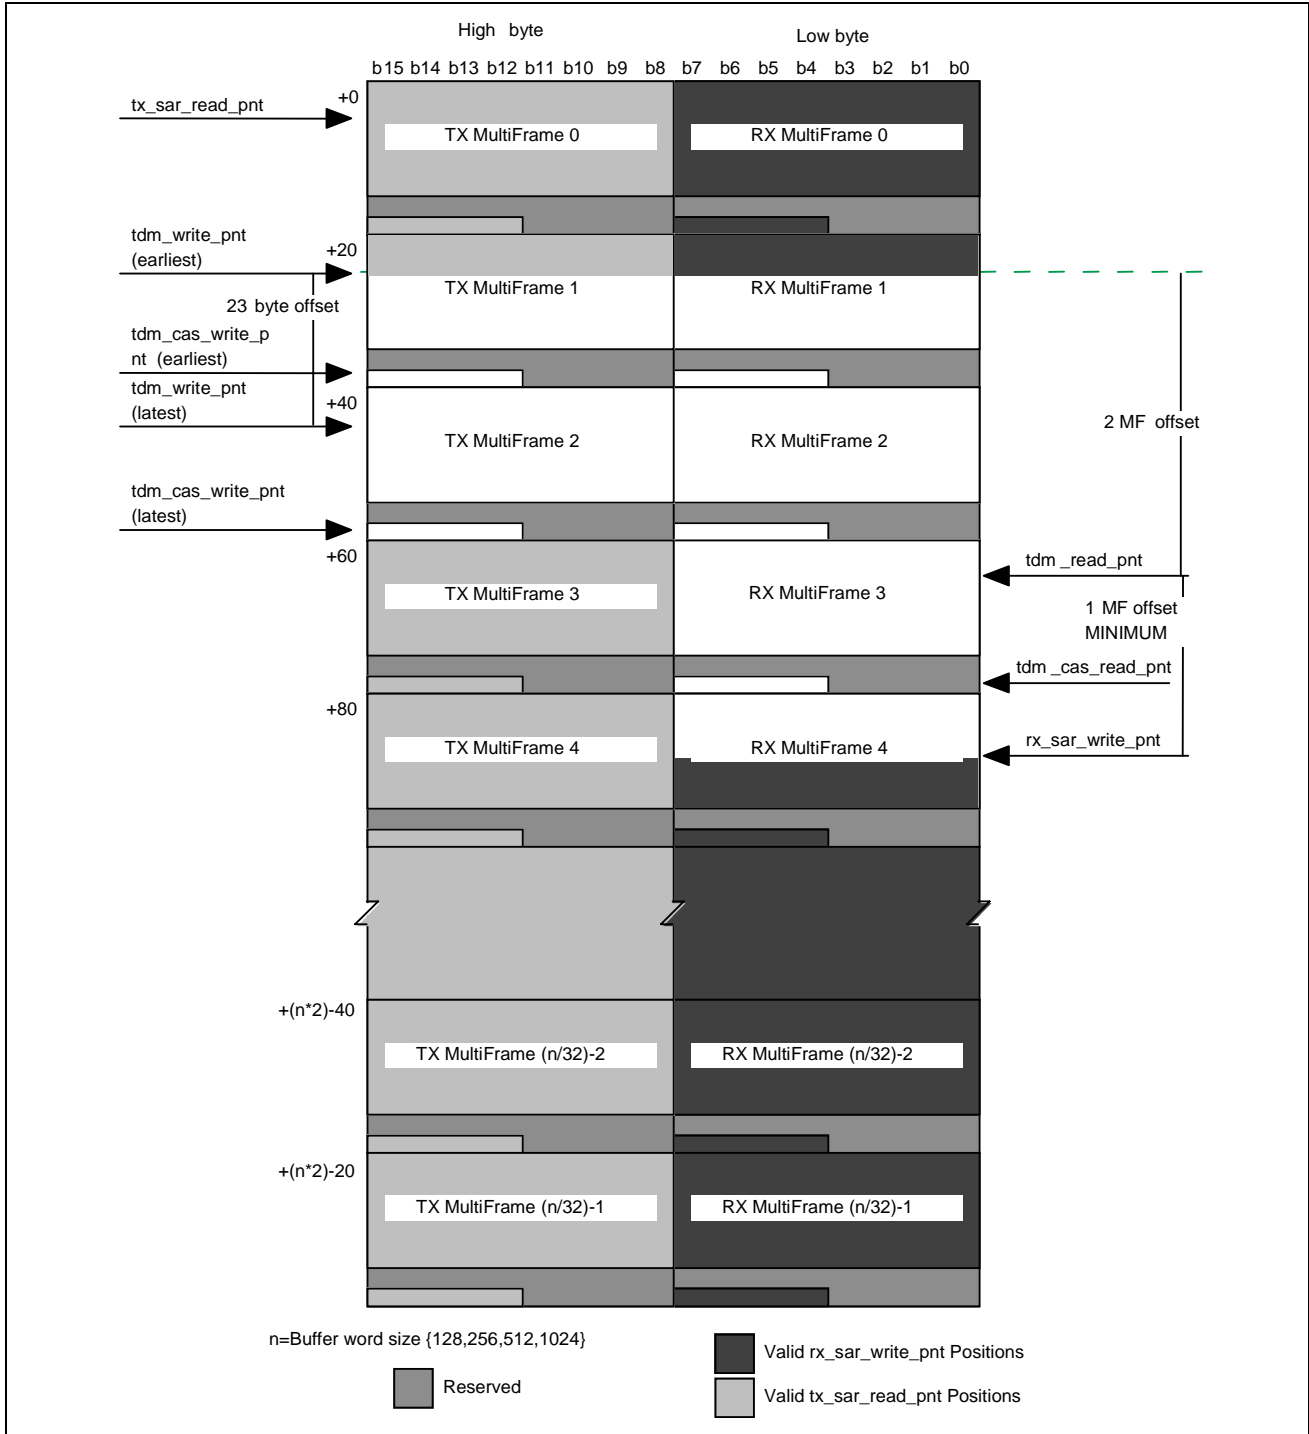 High byte
Low byte
b15 b14 b13 b12 b11 b10 b9 b8 b7 b6 b5 b4 b3 b2 b1 b0
tx_sar_read_pnt
+0
TX MultiFrame 0
RX MultiFrame 0
tdm_write_pnt
(earliest)
+20
TX MultiFrame 1
RX MultiFrame 1
23 byte offset
tdm_cas_write_p
nt (earliest)
tdm_write_pnt
(latest)
+40
TX MultiFrame 2
RX MultiFrame 2
2 MF offset
tdm_cas_write_pnt
(latest)
+60
tdm _read_pnt
TX MultiFrame 3
RX MultiFrame 3
1 MF offset
MINIMUM
tdm _cas_read_pnt
+80
TX MultiFrame 4
RX MultiFrame 4
rx_sar_write_pnt
+(n*2)-40
TX MultiFrame (n/32)-2
RX MultiFrame (n/32)-2
+(n*2)-20
TX MultiFrame (n/32)-1
RX MultiFrame (n/32)-1
n=Buffer word size {128,256,512,1024}
Valid rx_sar_write_pnt Positions
Reserved
Valid tx_sar_read_pnt Positions